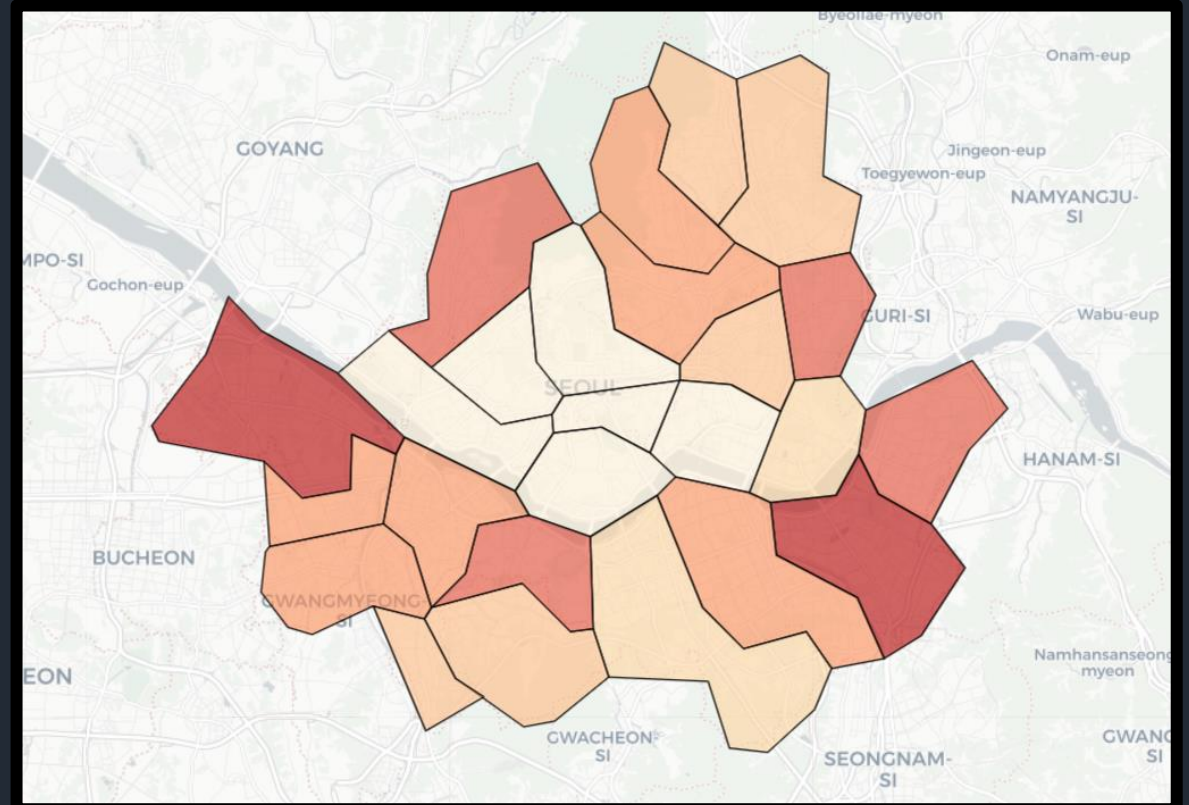 Byeollae-myeon
Onam-eup
GOYANG
Jingeon-eup
Toegyewon-eup
NAMYANGJU-
SI
MPO-SI
Gochon-eup
GURI-SI
Wabu-eup
SEOUL
HANAM-SI
BUCHEON
GWANGMYEONG-
SI
Namhansanseong
myeon
EON
GWACHEON-
SI
SEONGNAM-
SI
GWANG
SI